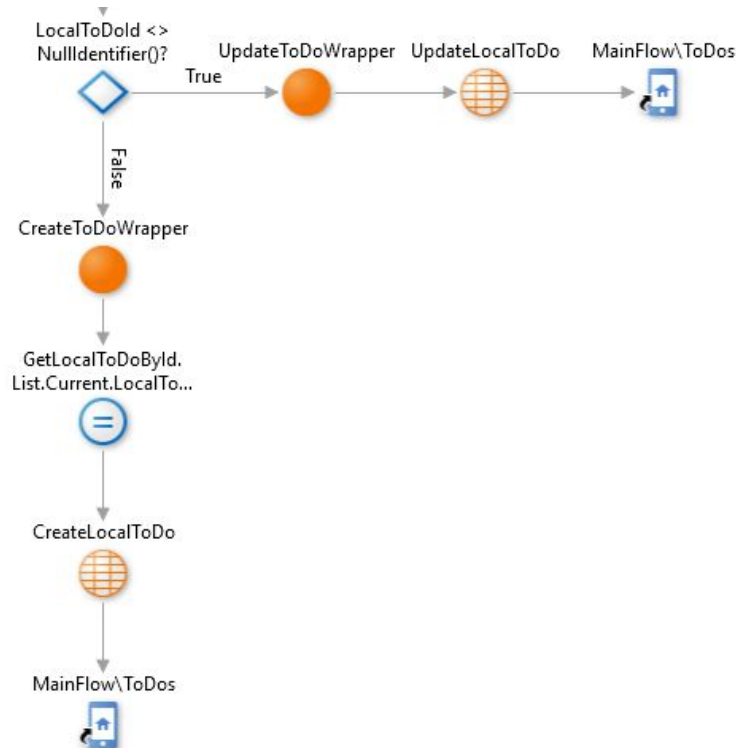 LocalToDoId <>
NullIdentifier()?
True
UpdateToDoWrapper
UpdateLocalToDo
MainFlow\ToDos
False
CreateToDoWrapper
GetLocalToDoById.
List.Current.LocalTo...
CreateLocalToDo
MainFlow\ToDos